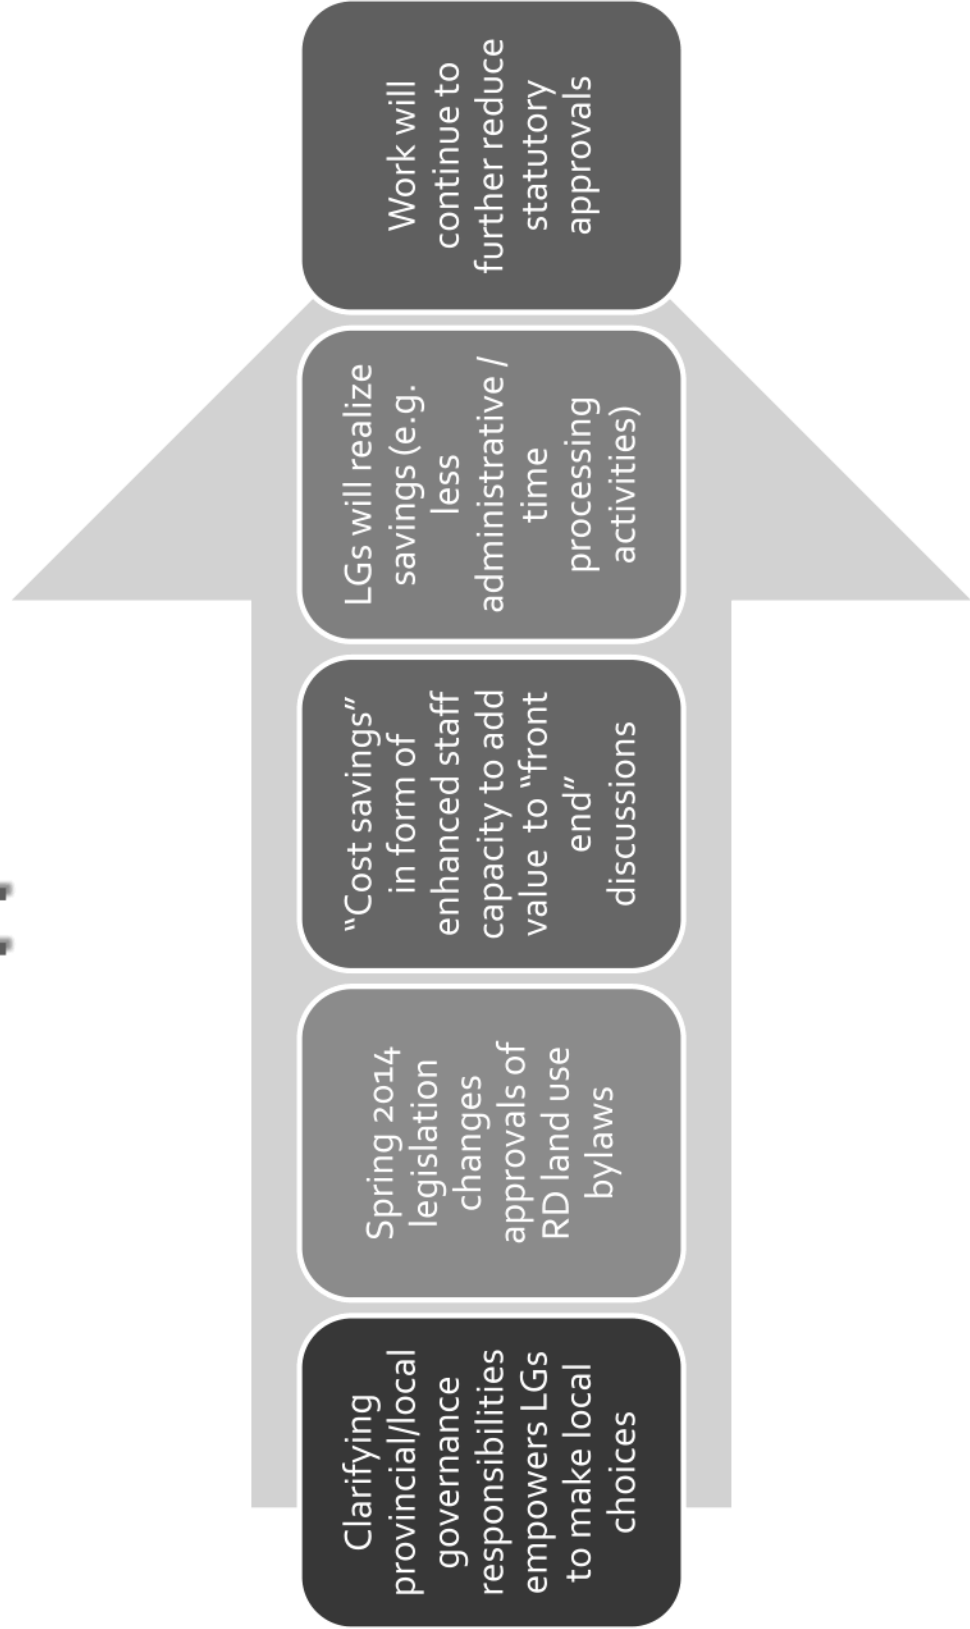 Clarifying
provincial/local
governance
responsibilities
empowers LGs
to make local
choices
Spring 2014
legislation
changes
approvals of
RD land use
bylaws
“Cost savings”
in form of
enhanced staff
capacity to add
value to “front
end”
discussions
LGs will realize
savings (e.g.
less
administrative /
time
processing
activities)
Work will
continue to
further reduce
statutory
approvals